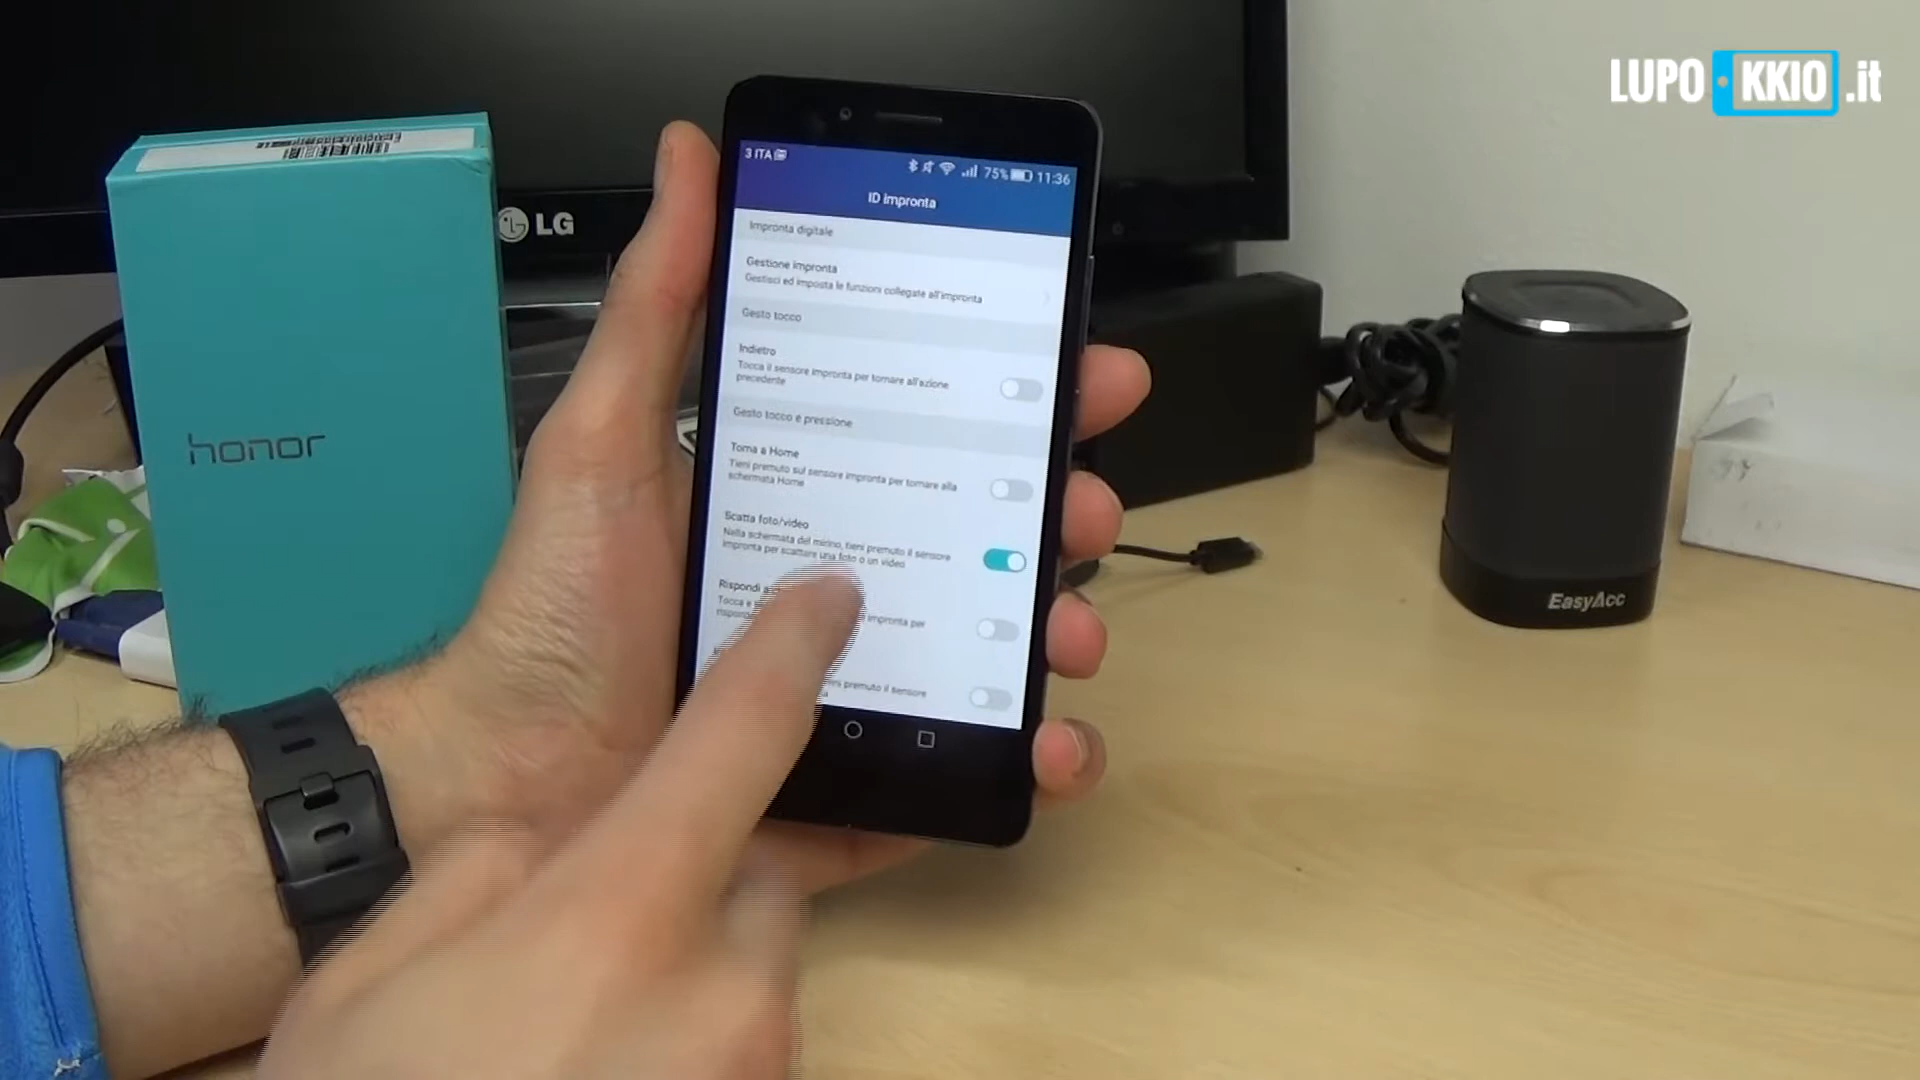 LUPO KKIO.it
3 ITA
75% 11:36
ID impronta
Impronta digitale
Gestione impronta
Gestisci ed imposta le funzioni collegate all'impronta
Gesto tocco
Indietro
Tocca il sensore impronta per tornare all'azione
precedente
Gesto tocco e pressione
Torna a Home
Tieni premuto sul sensore impronta per tornare alla
schermata Home
Scatta foto/video
Nella schermata del mirino, tieni premuto il sensore
impronta per scattare una foto o un video
Rispondi
Tocca e
impronta per
premuto il sensore
honor
LG
EasyAcc